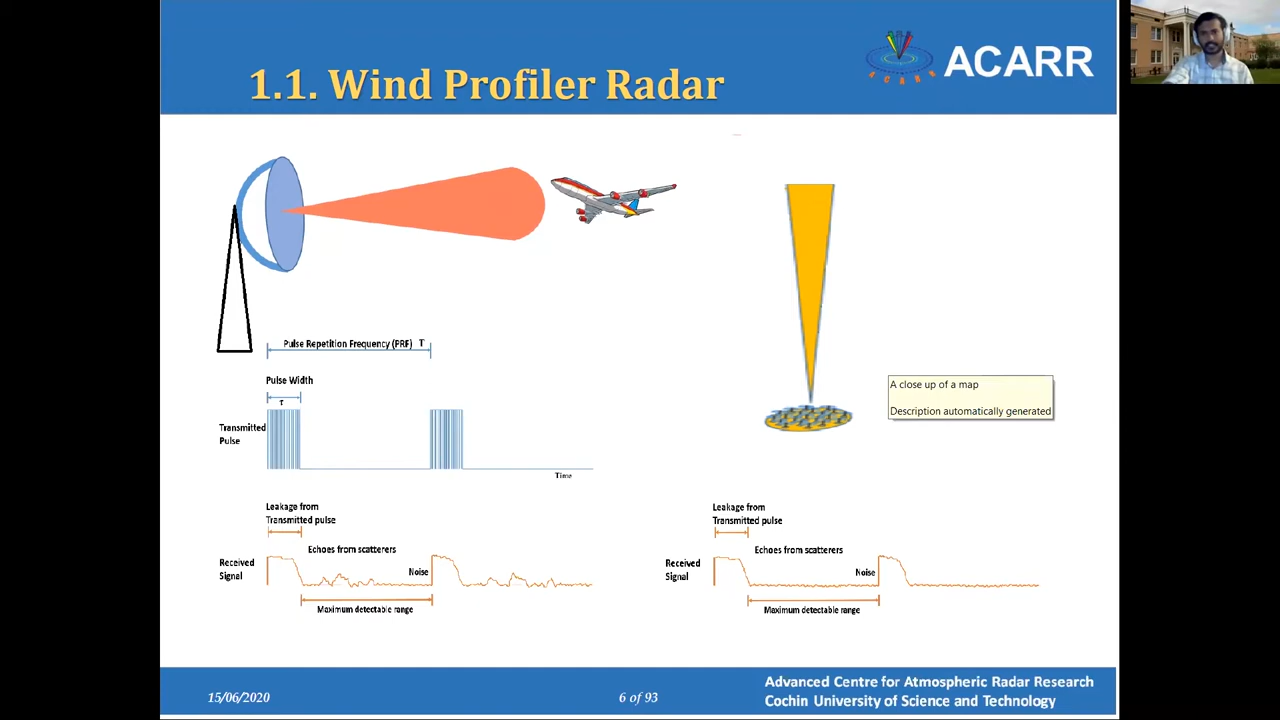 1.1. Wind Profiler Radar
ACARR
ACARR
Pulse Repetition Frequency (PRF) T
Pulse Width
τ
Transmitted
Pulse
Time
A close up of a map
Description automatically generated
Leakage from
Transmitted pulse
Echoes from scatterers
Received
Signal
Noise
Maximum detectable range
Leakage from
Transmitted pulse
Echoes from scatterers
Received
Signal
Noise
Maximum detectable range
15/06/2020
6 of 93
Advanced Centre for Atmospheric Radar Research
Cochin University of Science and Technology